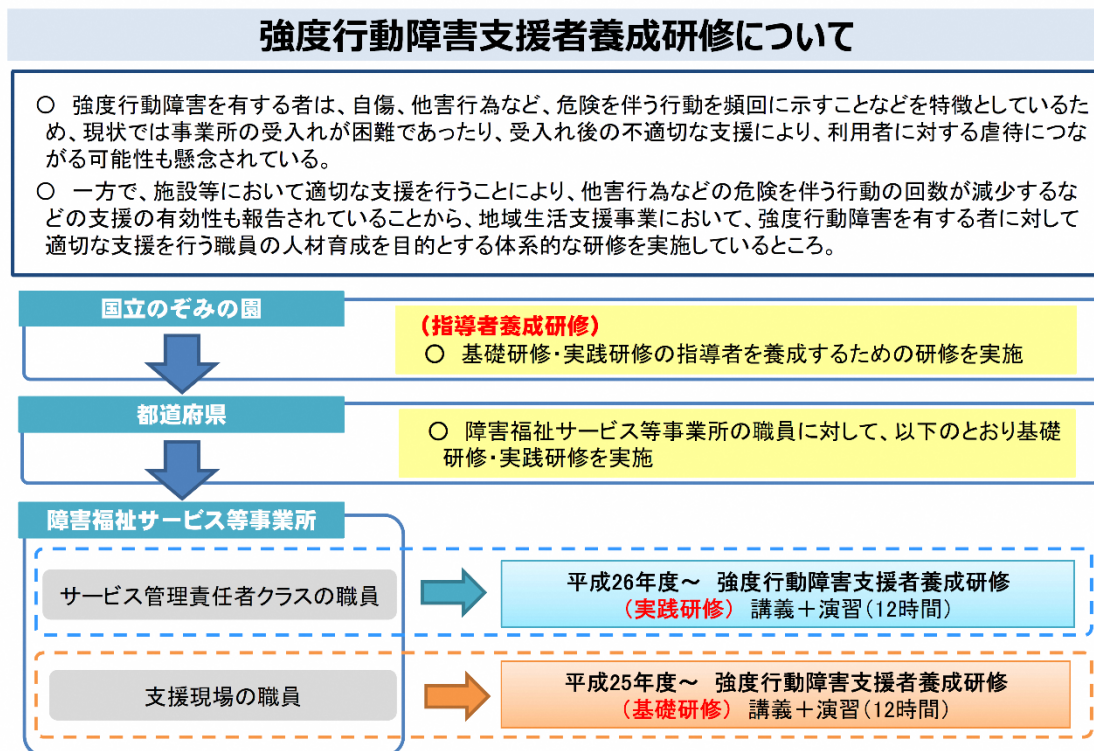 強度行動障害支援者養成研修について
○　強度行動障害を有する者は、自傷、他害行為など、危険を伴う行動を頻回に示すことなどを特徴としているた
め、現状では事業所の受入れが困難であったり、受入れ後の不適切な支援により、利用者に対する虐待につな
がる可能性も懸念されている。
○　一方で、施設等において適切な支援を行うことにより、他害行為などの危険を伴う行動の回数が減少するな
どの支援の有効性も報告されていることから、地域生活支援事業において、強度行動障害を有する者に対して
適切な支援を行う職員の人材育成を目的とする体系的な研修を実施しているところ。
国立のぞみの園
（指導者養成研修）
○　基礎研修・実践研修の指導者を養成するための研修を実施
都道府県
○　障害福祉サービス等事業所の職員に対して、以下のとおり基礎
研修・実践研修を実施
障害福祉サービス等事業所
サービス管理責任者クラスの職員
平成26年度～　強度行動障害支援者養成研修
（実践研修）　講義＋演習（12時間）
支援現場の職員
平成25年度～　強度行動障害支援者養成研修
（基礎研修）　講義＋演習（12時間）